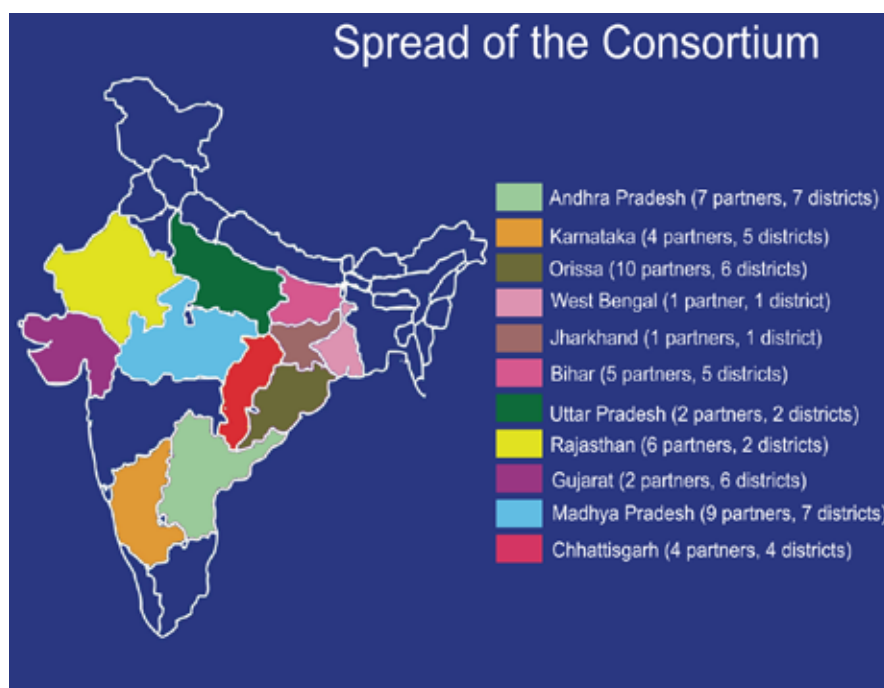 Spread of the Consortium
Andhra Pradesh (7 partners, 7 districts)
Karnataka (4 partners, 5 districts)
Orissa (10 partners, 6 districts)
West Bengal (1 partner, 1 district)
Jharkhand (1 partners, 1 district)
Bihar (5 partners, 5 districts)
Uttar Pradesh (2 partners, 2 districts)
Rajasthan (6 partners, 2 districts)
Gujarat (2 partners, 6 districts)
Madhya Pradesh (9 partners, 7 districts)
Chhattisgarh (4 partners, 4 districts)